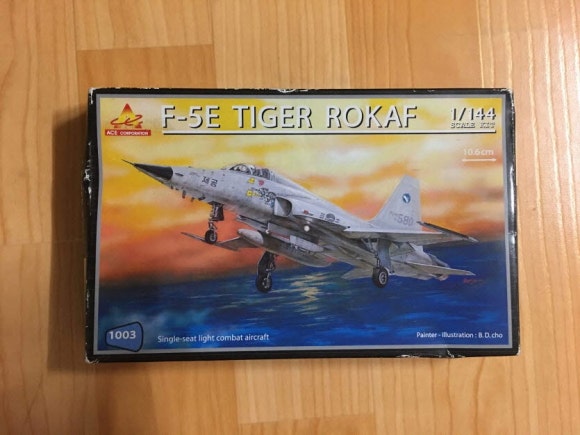 F-5E TIGER ROKAF
1/144
SCALE KIT
ACE CORPORATION
10.6cm
1003
Single-seat light combat aircraft
Painter - illustration : B.D.cho